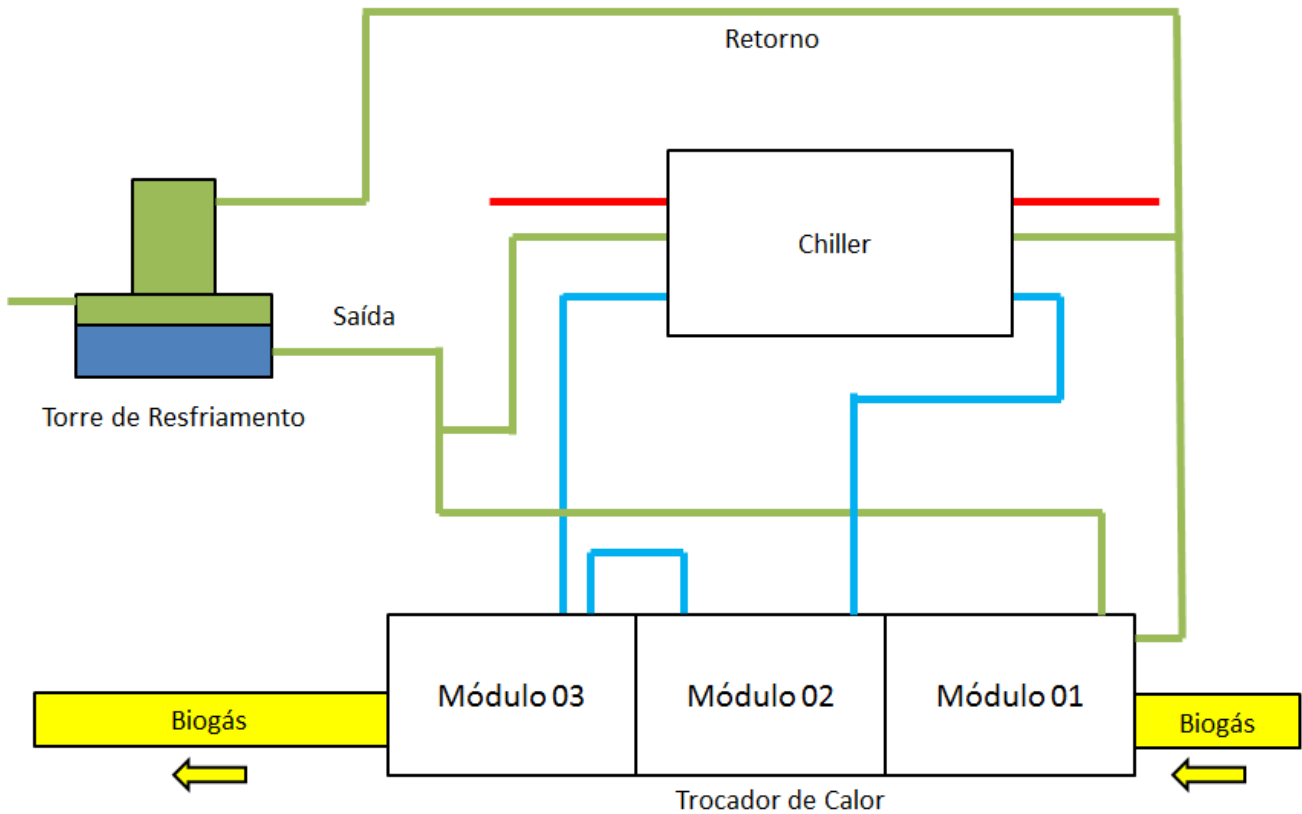 Retorno
Chiller
Saída
Torre de Resfriamento
Módulo 03
Módulo 02
Módulo 01
Biogás
Biogás
Trocador de Calor